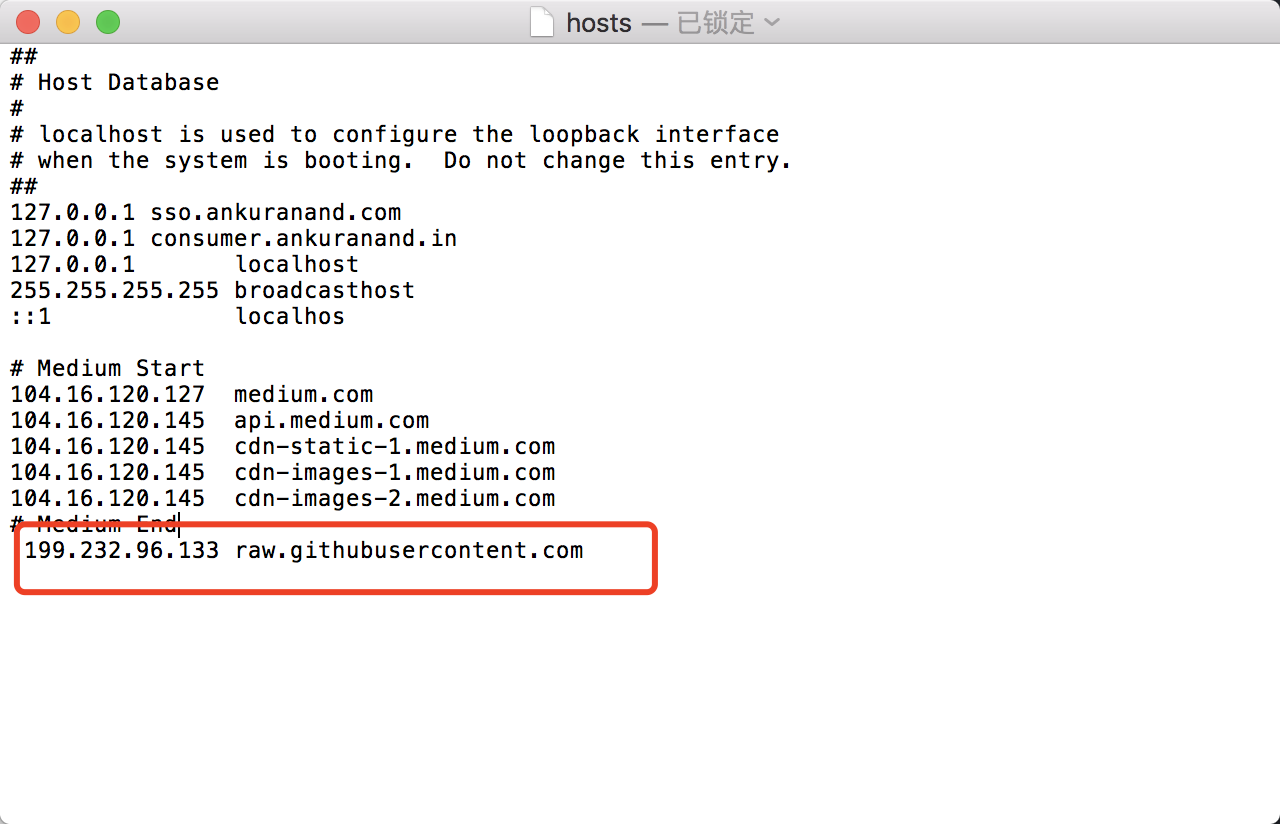 hosts — 已锁定
##
# Host Database
#
# localhost is used to configure the loopback interface
# when the system is booting.  Do not change this entry.
##
127.0.0.1 sso.ankuranand.com
127.0.0.1 consumer.ankuranand.in
127.0.0.1       localhost
255.255.255.255 broadcasthost
::1             localhos
# Medium Start
104.16.120.127  medium.com
104.16.120.145  api.medium.com
104.16.120.145  cdn-static-1.medium.com
104.16.120.145  cdn-images-1.medium.com
104.16.120.145  cdn-images-2.medium.com
# Medium End
199.232.96.133 raw.githubusercontent.com